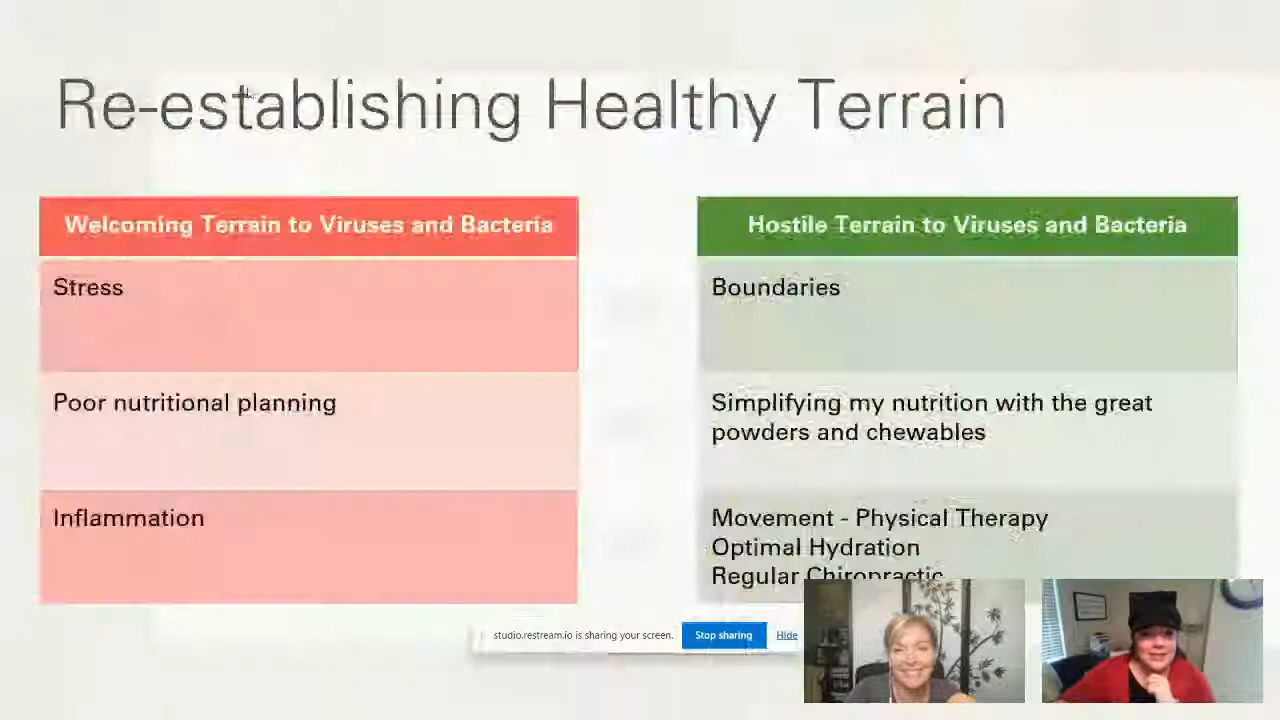 Re-establishing Healthy Terrain
Welcoming Terrain to Viruses and Bacteria
Hostile Terrain to Viruses and Bacteria
Stress
Boundaries
Poor nutritional planning
Simplifying my nutrition with the great
powders and chewables
Inflammation
Movement - Physical Therapy
Optimal Hydration
Regular Chiropractic
studio.restream.io is sharing your screen.
Stop sharing
Hide